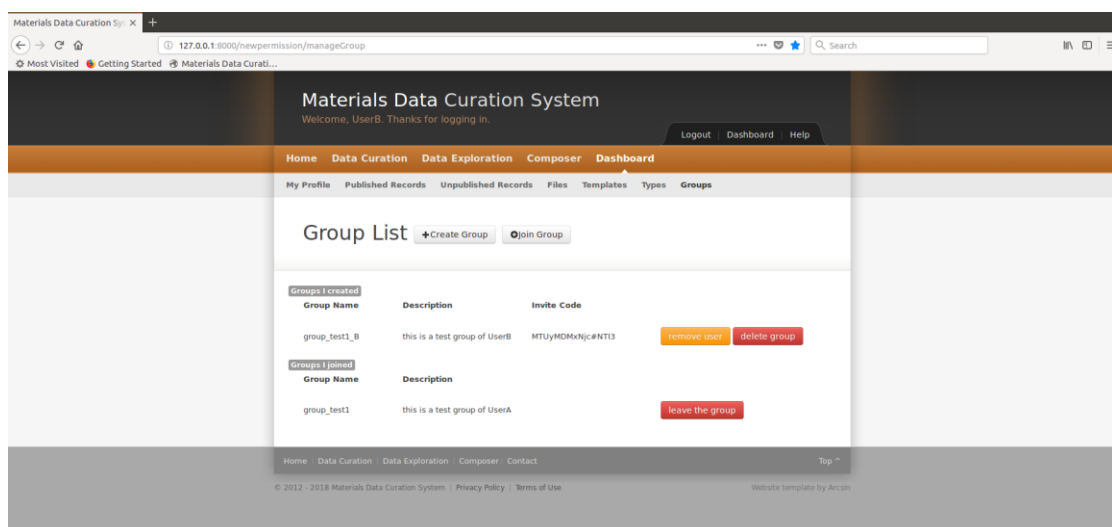 Materials Data Curation Sy
127.0.0.1:8000/newpermission/manageGroup
Search
Most Visited Getting Started Materials Data Curati...
Materials Data Curation System
Welcome, UserB. Thanks for logging in.
Logout Dashboard Help
Home Data Curation Data Exploration Composer Dashboard
My Profile Published Records Unpublished Records Files Templates Types Groups
Group List +Create Group Join Group
Groups I created
Group Name Description Invite Code
group_test1_B this is a test group of UserB MTUyMDMxNjc#NTI3 remove user delete group
Groups I joined
Group Name Description
group_test1 this is a test group of UserA leave the group
Home | Data Curation | Data Exploration | Composer | Contact Top ^
© 2012 - 2018 Materials Data Curation System | Privacy Policy | Terms of Use Website template by Arcsin